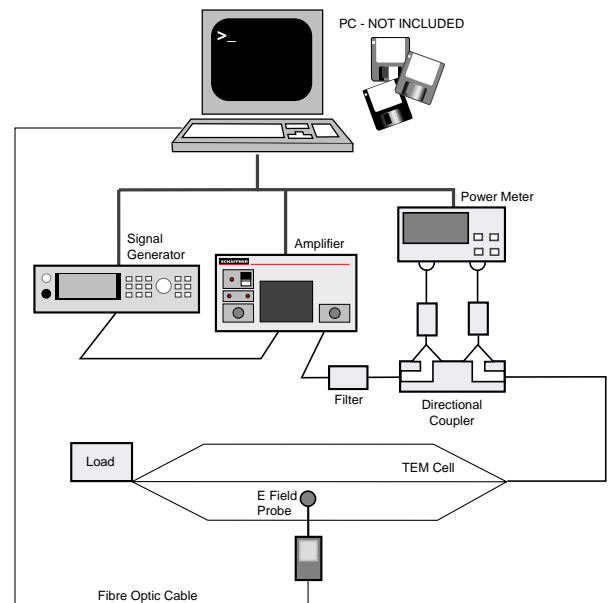 PC - NOT INCLUDED
>_
Power Meter
Signal
Generator
Amplifier
SCHAFFNER
Filter
Directional
Coupler
Load
TEM Cell
E Field
Probe
Fibre Optic Cable